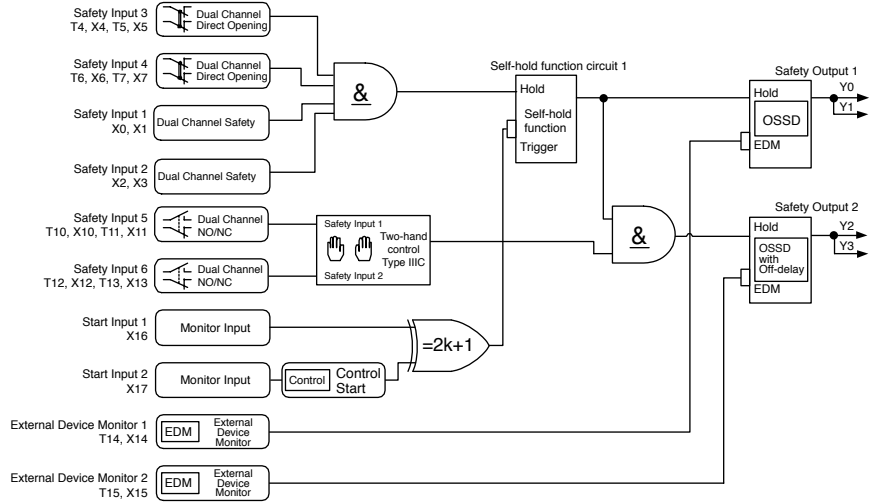 Safety Input 3
T4, X4, T5, X5
Dual Channel
Direct Opening
Safety Input 4
T6, X6, T7, X7
Dual Channel
Direct Opening
Safety Input 1
X0, X1
Dual Channel Safety
Safety Input 2
X2, X3
Dual Channel Safety
&
Self-hold function circuit 1
Hold
Self-hold
function
Trigger
Safety Output 1
Hold
OSSD
EDM
Y0
Y1
Safety Input 5
T10, X10, T11, X11
Dual Channel
NO/NC
Safety Input 6
T12, X12, T13, X13
Dual Channel
NO/NC
Safety Input 1
Two-hand
control
Type IIIC
Safety Input 2
&
Safety Output 2
Hold
OSSD
with
Off-delay
EDM
Y2
Y3
Start Input 1
X16
Monitor Input
Start Input 2
X17
Monitor Input
Control
Control
Start
=2k+1
External Device Monitor 1
T14, X14
EDM
External
Device
Monitor
External Device Monitor 2
T15, X15
EDM
External
Device
Monitor